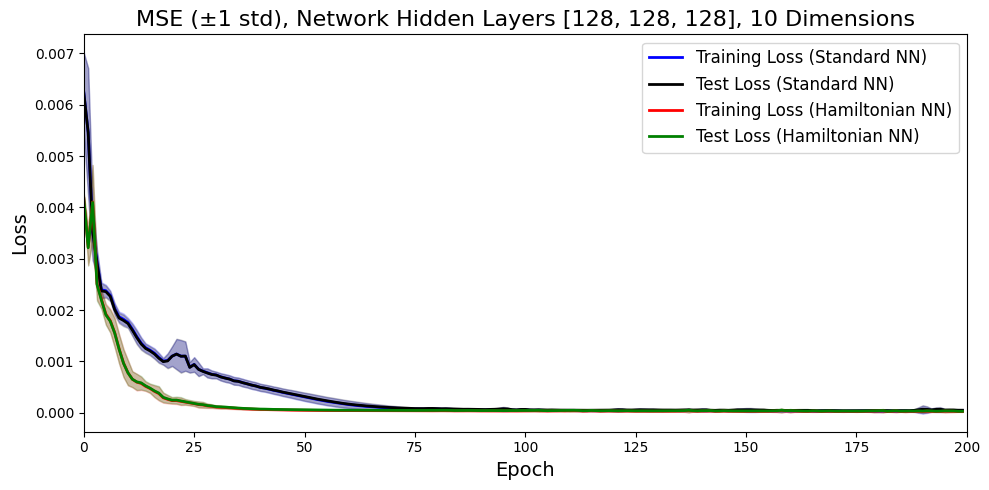 MSE (±1 std), Network Hidden Layers [128, 128, 128], 10 Dimensions
Training Loss (Standard NN)
Test Loss (Standard NN)
Training Loss (Hamiltonian NN)
Test Loss (Hamiltonian NN)
Loss
0.007
0.006
0.005
0.004
0.003
0.002
0.001
0.000
0 25 50 75 100 125 150 175 200
Epoch